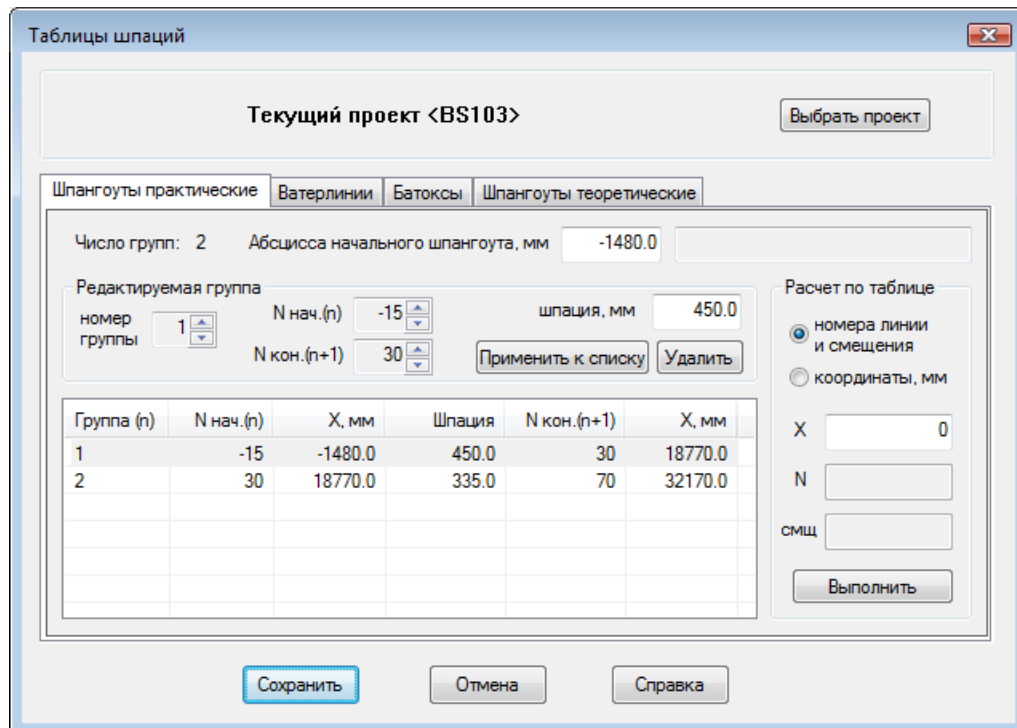 Таблицы шпаций
Текущий проект <BS103>
Выбрать проект
Шпангоуты практические Ватерлинии Батоксы Шпангоуты теоретические
Число групп: 2 Абсцисса начального шпангоута, мм -1480.0
Редактируемая группа
номер группы 1
N нач.(n) -15
шпация, мм 450.0
N кон.(n+1) 30
Применить к списку Удалить
Группа (n) N нач.(n) X, мм Шпация N кон.(n+1) X, мм
1 -15 -1480.0 450.0 30 18770.0
2 30 18770.0 335.0 70 32170.0
Расчет по таблице
номера линии
и смещения
координаты, мм
X 0
N
смщ
Выполнить
Сохранить Отмена Справка